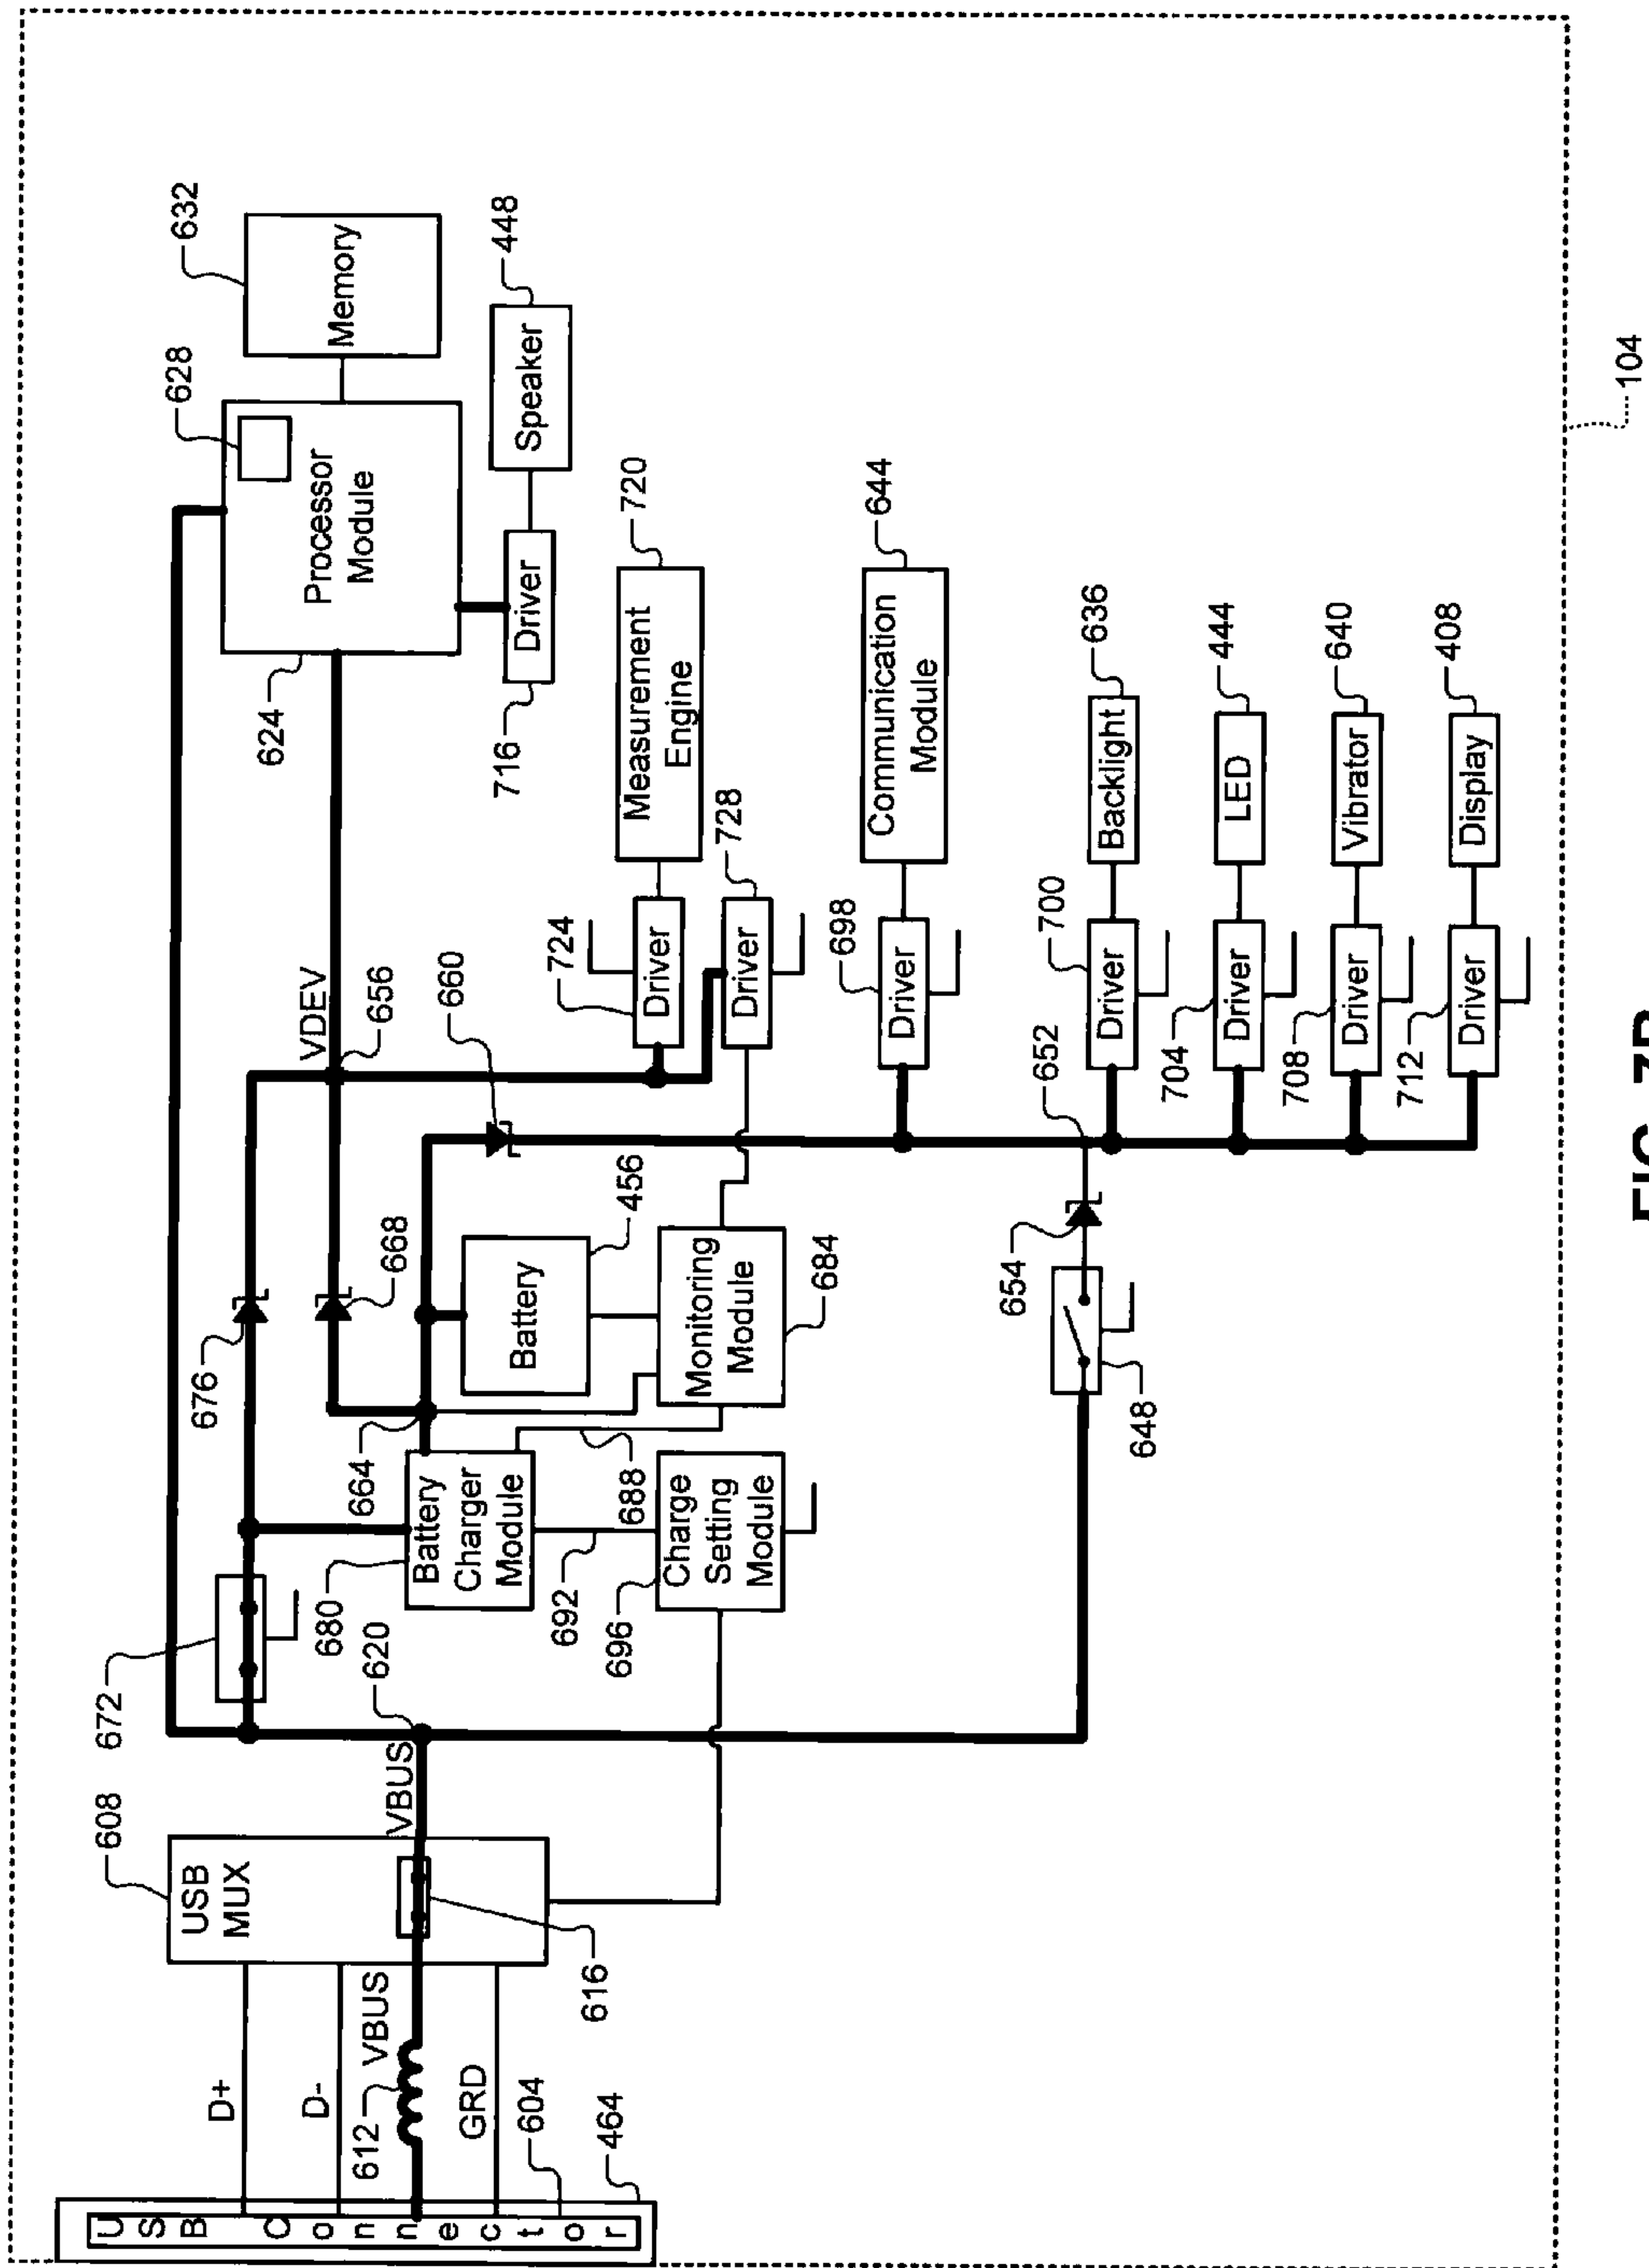 USB Connector
464
604
D+
D-
612
VBUS
GRD
608
USB
MUX
616
VBUS
620
672
676
680
Battery
Charger
Module
664
668
688
692
696
Charge
Setting
Module
Battery
456
Monitoring
Module
684
VDEV
656
660
624
Processor
Module
628
Memory
632
716
Driver
Speaker
448
724
Driver
Measurement
Engine
720
Driver
728
698
Driver
Communication
Module
644
648
654
652
700
Driver
Backlight
636
704
Driver
LED
444
708
Driver
Vibrator
640
712
Driver
Display
408
104